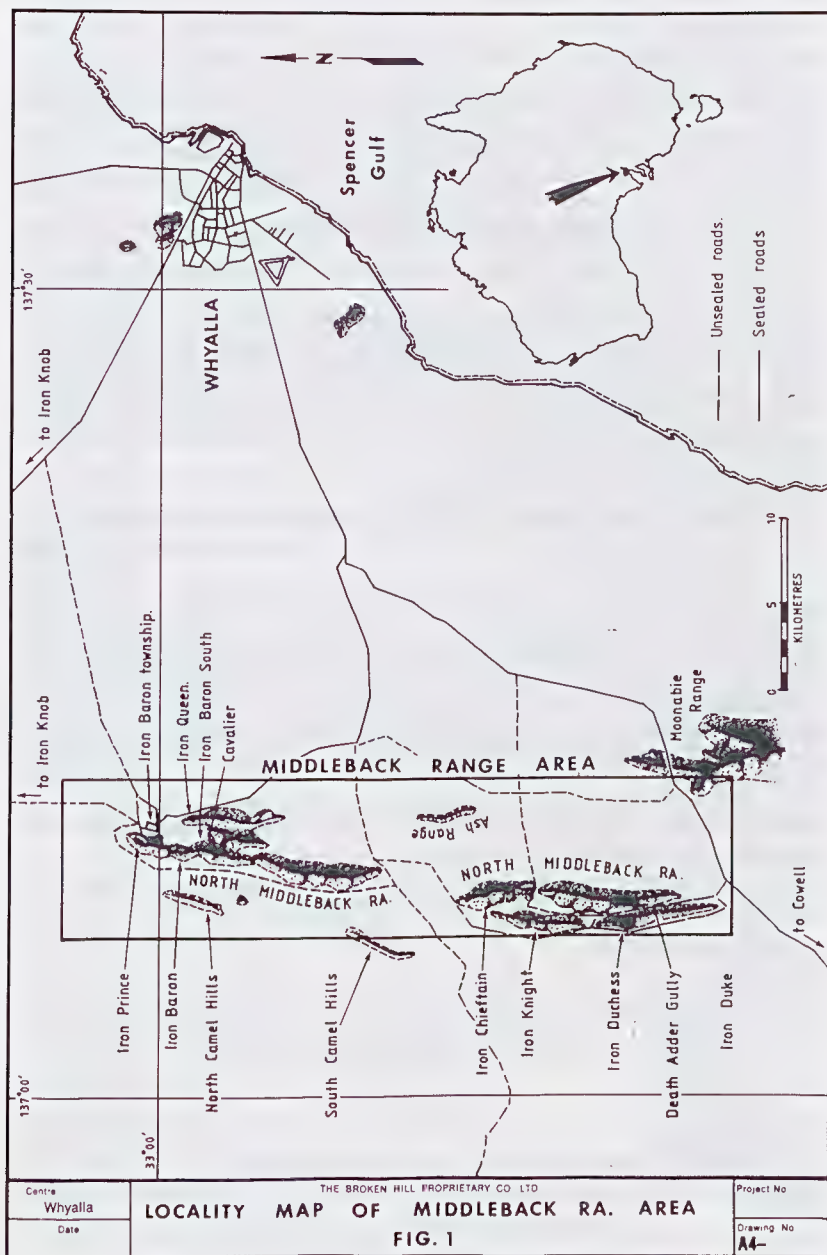 137°30′
137°00′
33°00′
N
to Iron Knob
to Iron Knob
WHYALLA
Spencer
Gulf
Iron Baron township.
Iron Queen.
Iron Baron South
Cavalier
MIDDLEBACK RANGE AREA
Iron Prince
Iron Baron
North Camel Hills
NORTH MIDDLEBACK RA.
South Camel Hills
Ash Range
NORTH MIDDLEBACK RA.
Iron Chieftain
Iron Knight
Iron Duchess
Death Adder Gully
Iron Duke
Moonabie
Range
to Cowell
Unsealed roads.
Sealed roads
0 5 10
KILOMETRES
Centre
Whyalla
Date
THE BROKEN HILL PROPRIETARY CO LTD
LOCALITY MAP OF MIDDLEBACK RA. AREA
FIG. 1
Project No
Drawing No
A4-